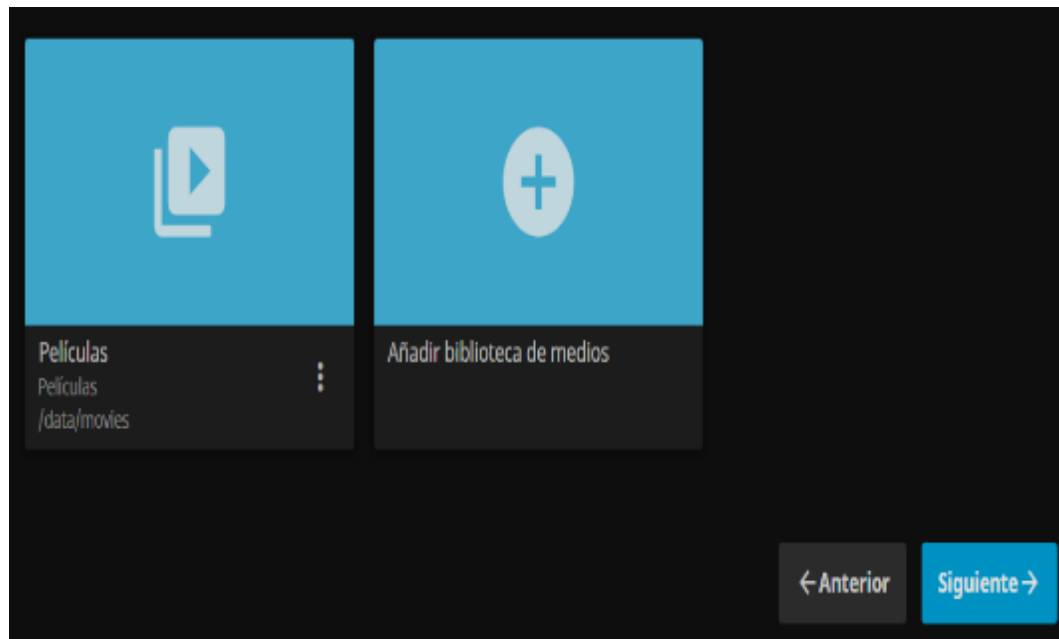 Películas
Películas
/data/movies
Añadir biblioteca de medios
←Anterior
Siguiente→